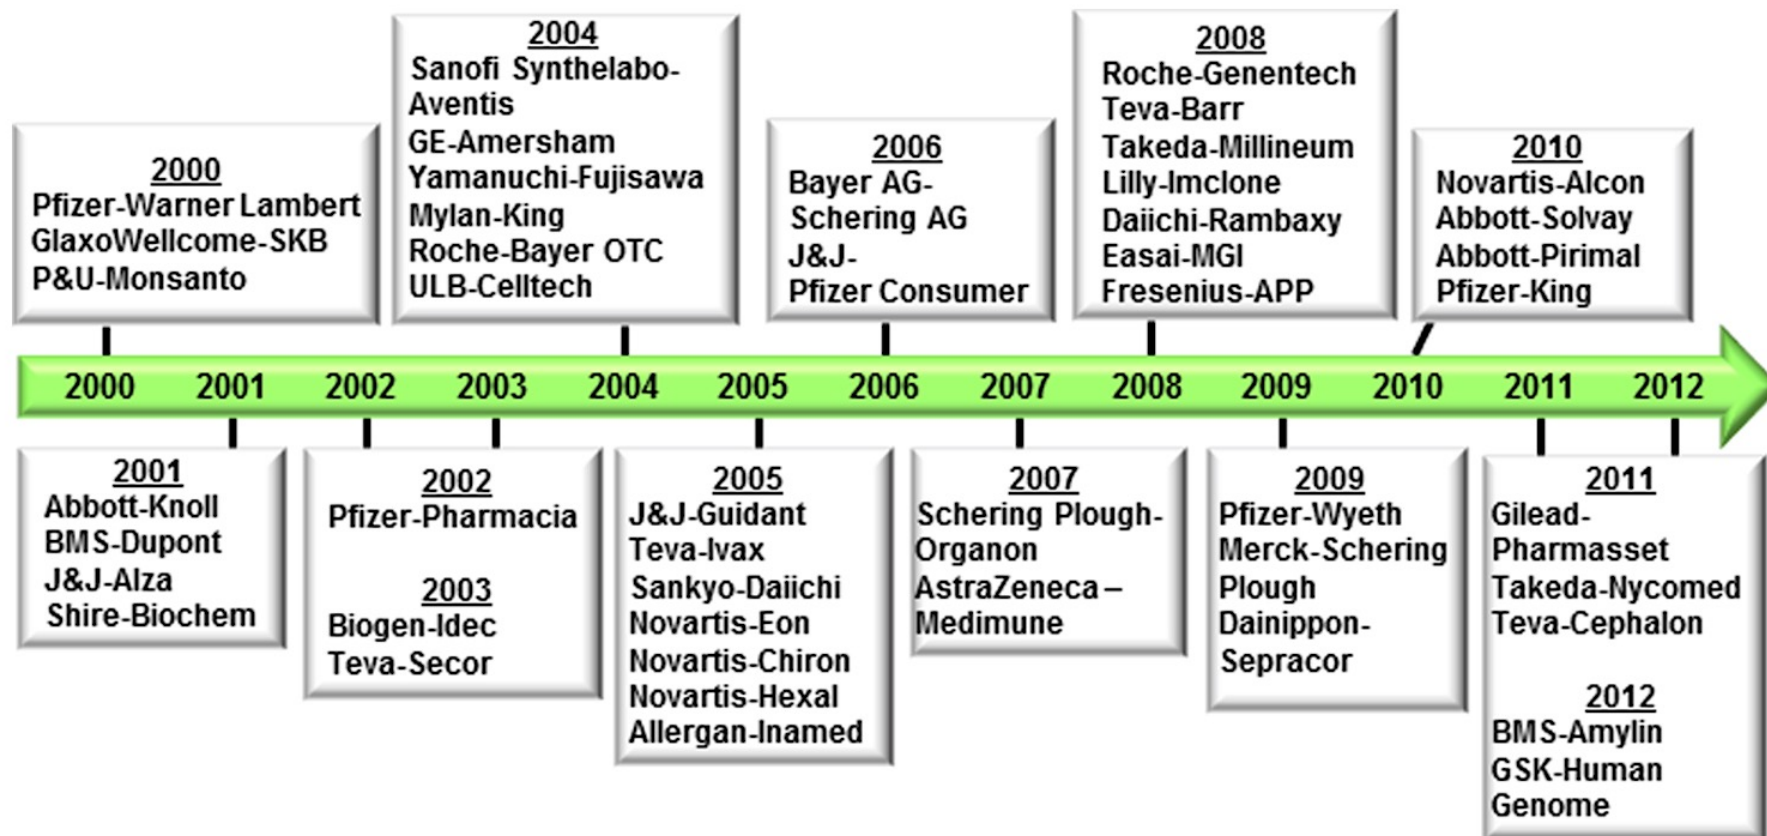 2000
Pfizer-Warner Lambert
GlaxoWellcome-SKB
P&U-Monsanto
2004
Sanofi Synthelabo-
Aventis
GE-Amersham
Yamanuchi-Fujisawa
Mylan-King
Roche-Bayer OTC
ULB-Celltech
2006
Bayer AG-
Schering AG
J&J-
Pfizer Consumer
2008
Roche-Genentech
Teva-Barr
Takeda-Millineum
Lilly-Imclone
Daiichi-Rambaxy
Easai-MGI
Fresenius-APP
2010
Novartis-Alcon
Abbott-Solvay
Abbott-Pirimal
Pfizer-King
2000 2001 2002 2003 2004 2005 2006 2007 2008 2009 2010 2011 2012
2001
Abbott-Knoll
BMS-Dupont
J&J-Alza
Shire-Biochem
2002
Pfizer-Pharmacia
2003
Biogen-Idec
Teva-Secor
2005
J&J-Guidant
Teva-Ivax
Sankyo-Daiichi
Novartis-Eon
Novartis-Chiron
Novartis-Hexal
Allergan-Inamed
2007
Schering Plough-
Organon
AstraZeneca–
Medimune
2009
Pfizer-Wyeth
Merck-Schering
Plough
Dainippon-
Sepracor
2011
Gilead-
Pharmasset
Takeda-Nycomed
Teva-Cephalon
2012
BMS-Amylin
GSK-Human
Genome